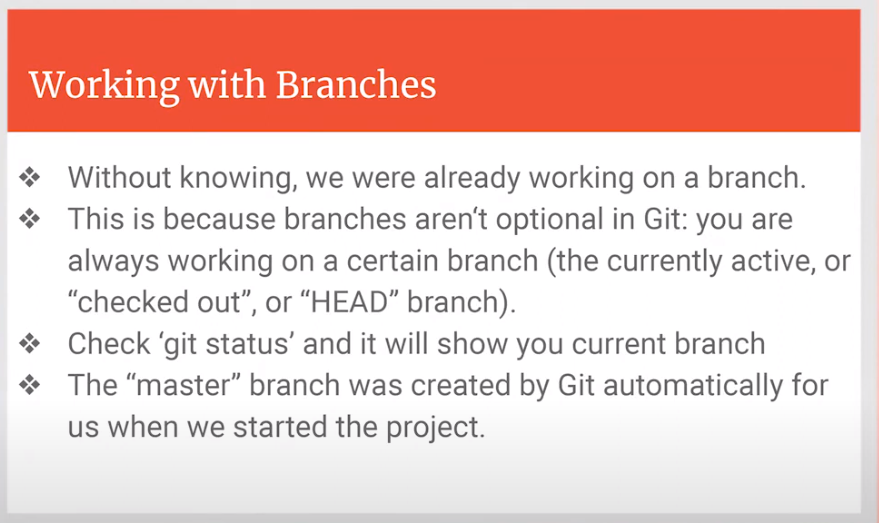 Working with Branches
❖ Without knowing, we were already working on a branch.
❖ This is because branches aren‘t optional in Git: you are
always working on a certain branch (the currently active, or
“checked out”, or “HEAD” branch).
❖ Check ‘git status’ and it will show you current branch
❖ The “master” branch was created by Git automatically for
us when we started the project.